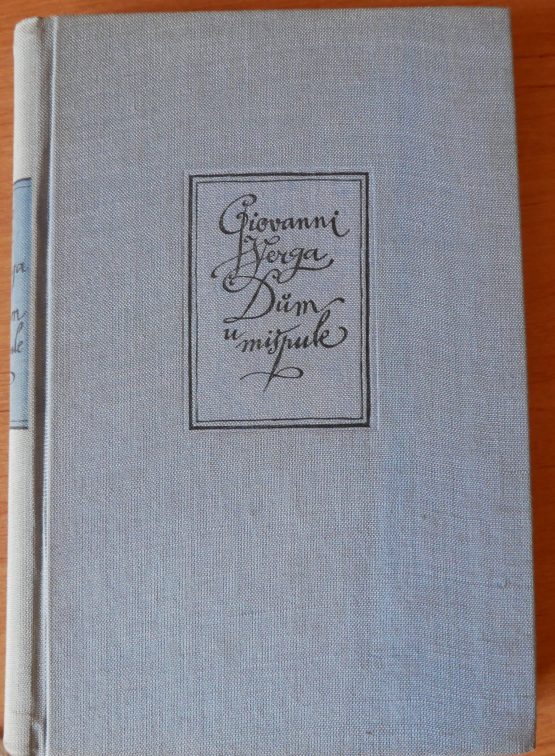 Giovanni
Verga
Dům
u mišpule